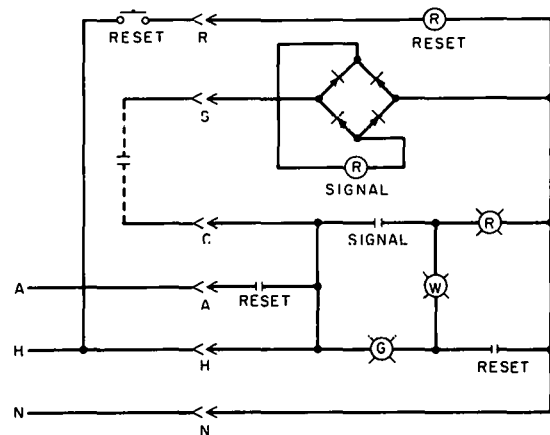 R
RESET R RESET
S
R
SIGNAL
C SIGNAL R
A A RESET W
H H G RESET
N N